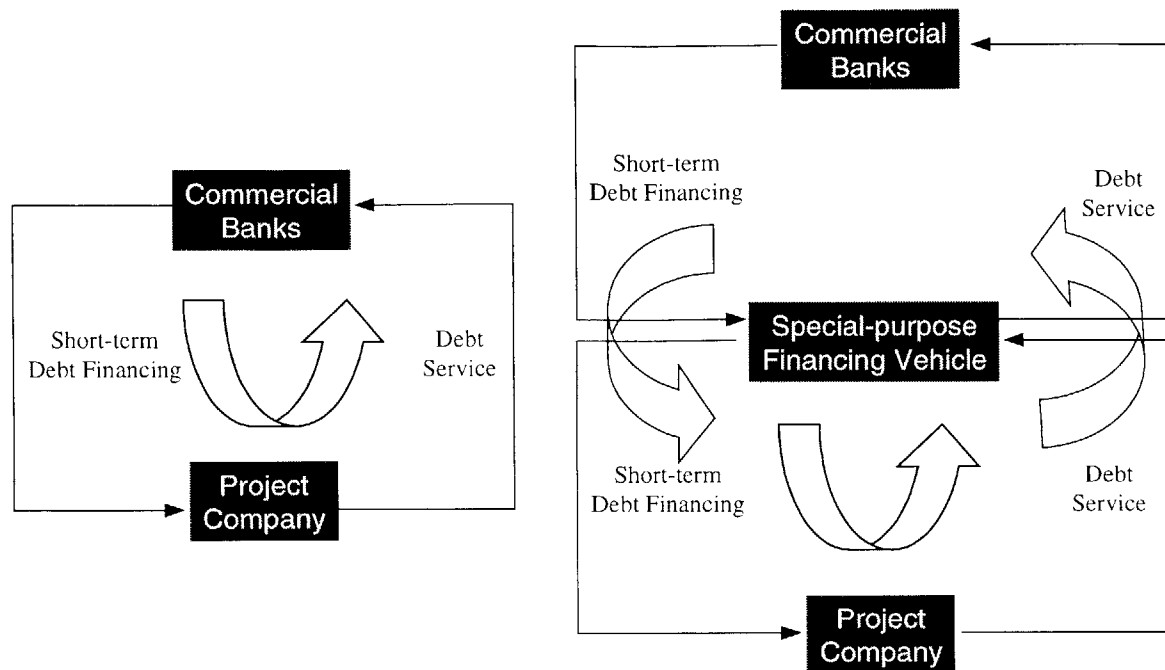 Commercial
Banks
Short-term
Debt Financing
Debt
Service
Project
Company
Commercial
Banks
Short-term
Debt Financing
Debt
Service
Special-purpose
Financing Vehicle
Short-term
Debt Financing
Debt
Service
Project
Company